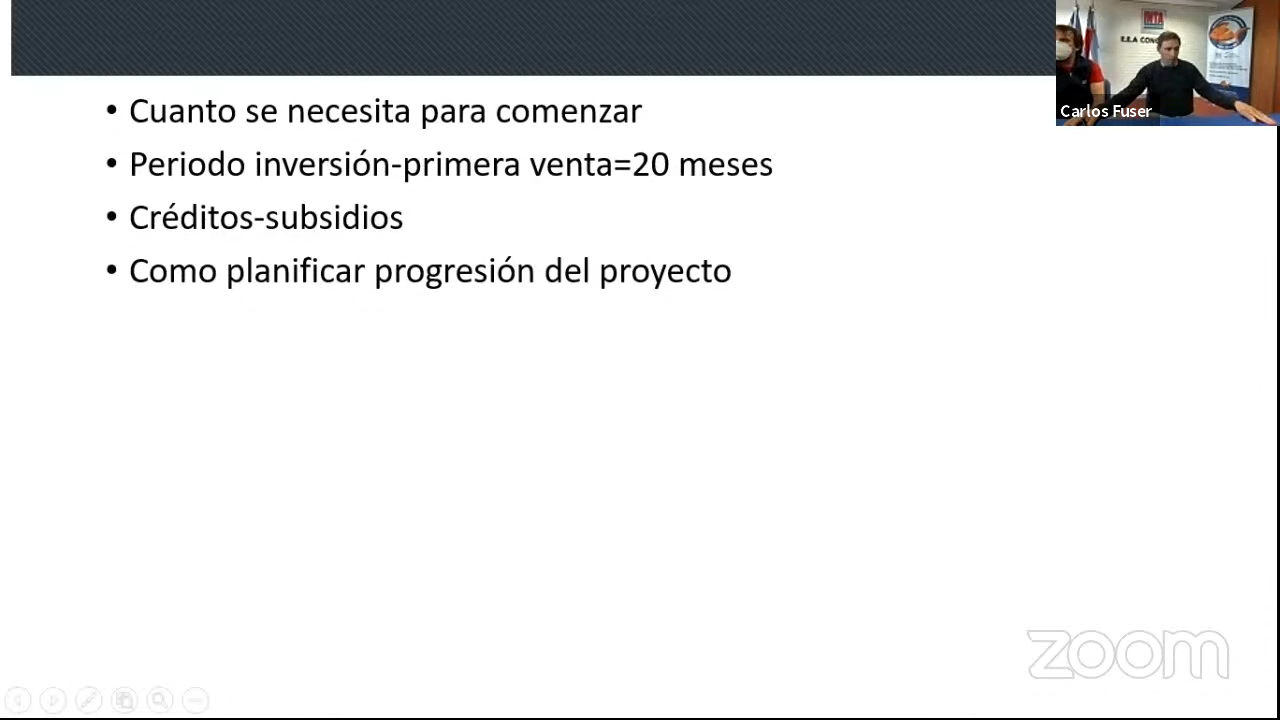 • Cuanto se necesita para comenzar
• Periodo inversión-primera venta=20 meses
• Créditos-subsidios
• Como planificar progresión del proyecto
INTA
Carlos Fuser
zoom